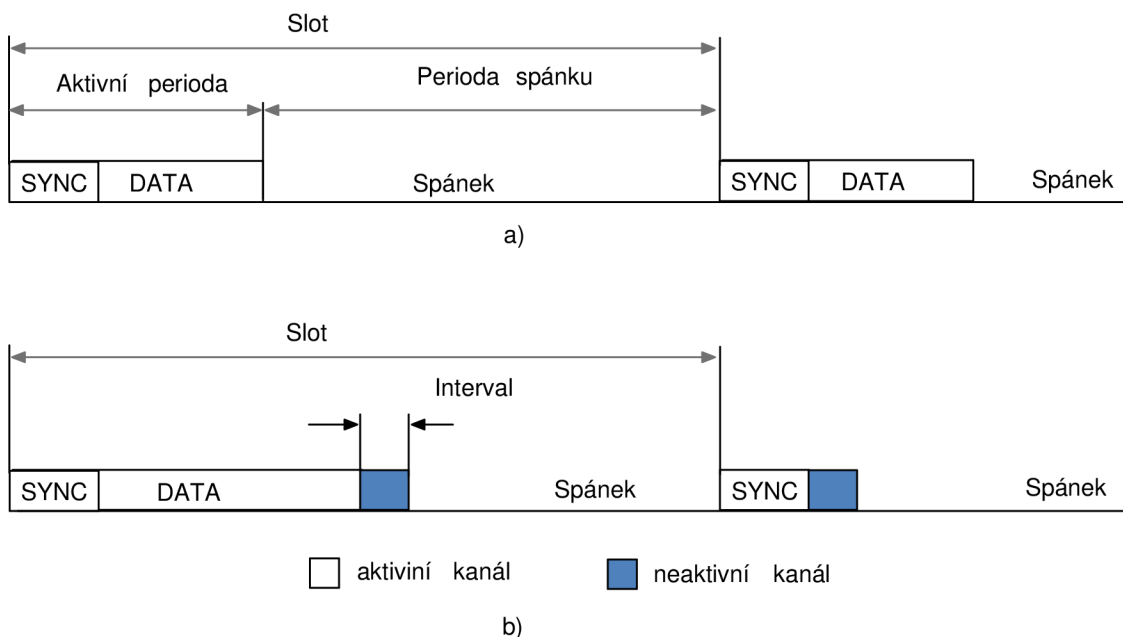 Slot
Aktivní perioda
Perioda spánku
SYNC DATA Spánek SYNC DATA Spánek
a)
Slot
Interval
SYNC DATA Spánek SYNC Spánek
aktiviní kanál neaktivní kanál
b)